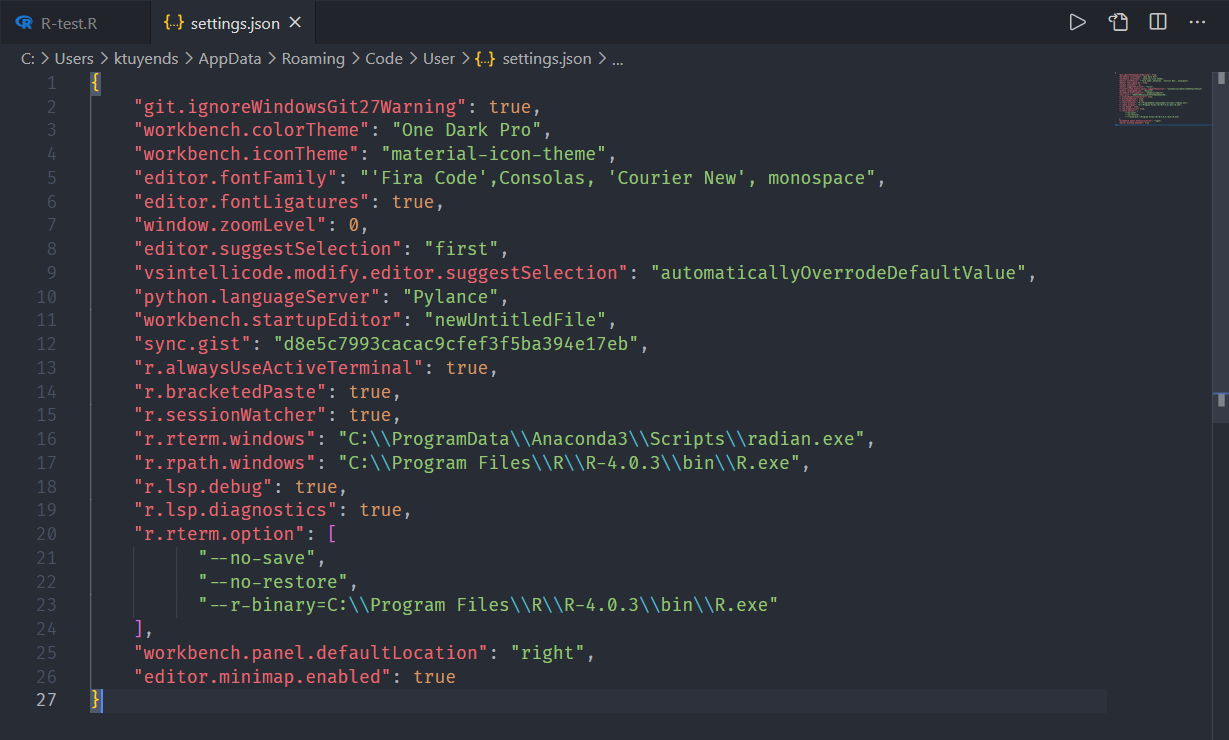 R-test.R
{..} settings.json ×
C: > Users > ktuyends > AppData > Roaming > Code > User > {..} settings.json > ...
1 {
2 "git.ignoreWindowsGit27Warning": true,
3 "workbench.colorTheme": "One Dark Pro",
4 "workbench.iconTheme": "material-icon-theme",
5 "editor.fontFamily": "'Fira Code',Consolas, 'Courier New', monospace",
6 "editor.fontLigatures": true,
7 "window.zoomLevel": 0,
8 "editor.suggestSelection": "first",
9 "vsintellicode.modify.editor.suggestSelection": "automaticallyOverrodeDefaultValue",
10 "python.languageServer": "Pylance",
11 "workbench.startupEditor": "newUntitledFile",
12 "sync.gist": "d8e5c7993cacac9cfef3f5ba394e17eb",
13 "r.alwaysUseActiveTerminal": true,
14 "r.bracketedPaste": true,
15 "r.sessionWatcher": true,
16 "r.rterm.windows": "C:\\ProgramData\\Anaconda3\\Scripts\\radian.exe",
17 "r.rpath.windows": "C:\\Program Files\\R\\R-4.0.3\\bin\\R.exe",
18 "r.lsp.debug": true,
19 "r.lsp.diagnostics": true,
20 "r.rterm.option": [
21 "--no-save",
22 "--no-restore",
23 "--r-binary=C:\\Program Files\\R\\R-4.0.3\\bin\\R.exe"
24 ],
25 "workbench.panel.defaultLocation": "right",
26 "editor.minimap.enabled": true
27 }